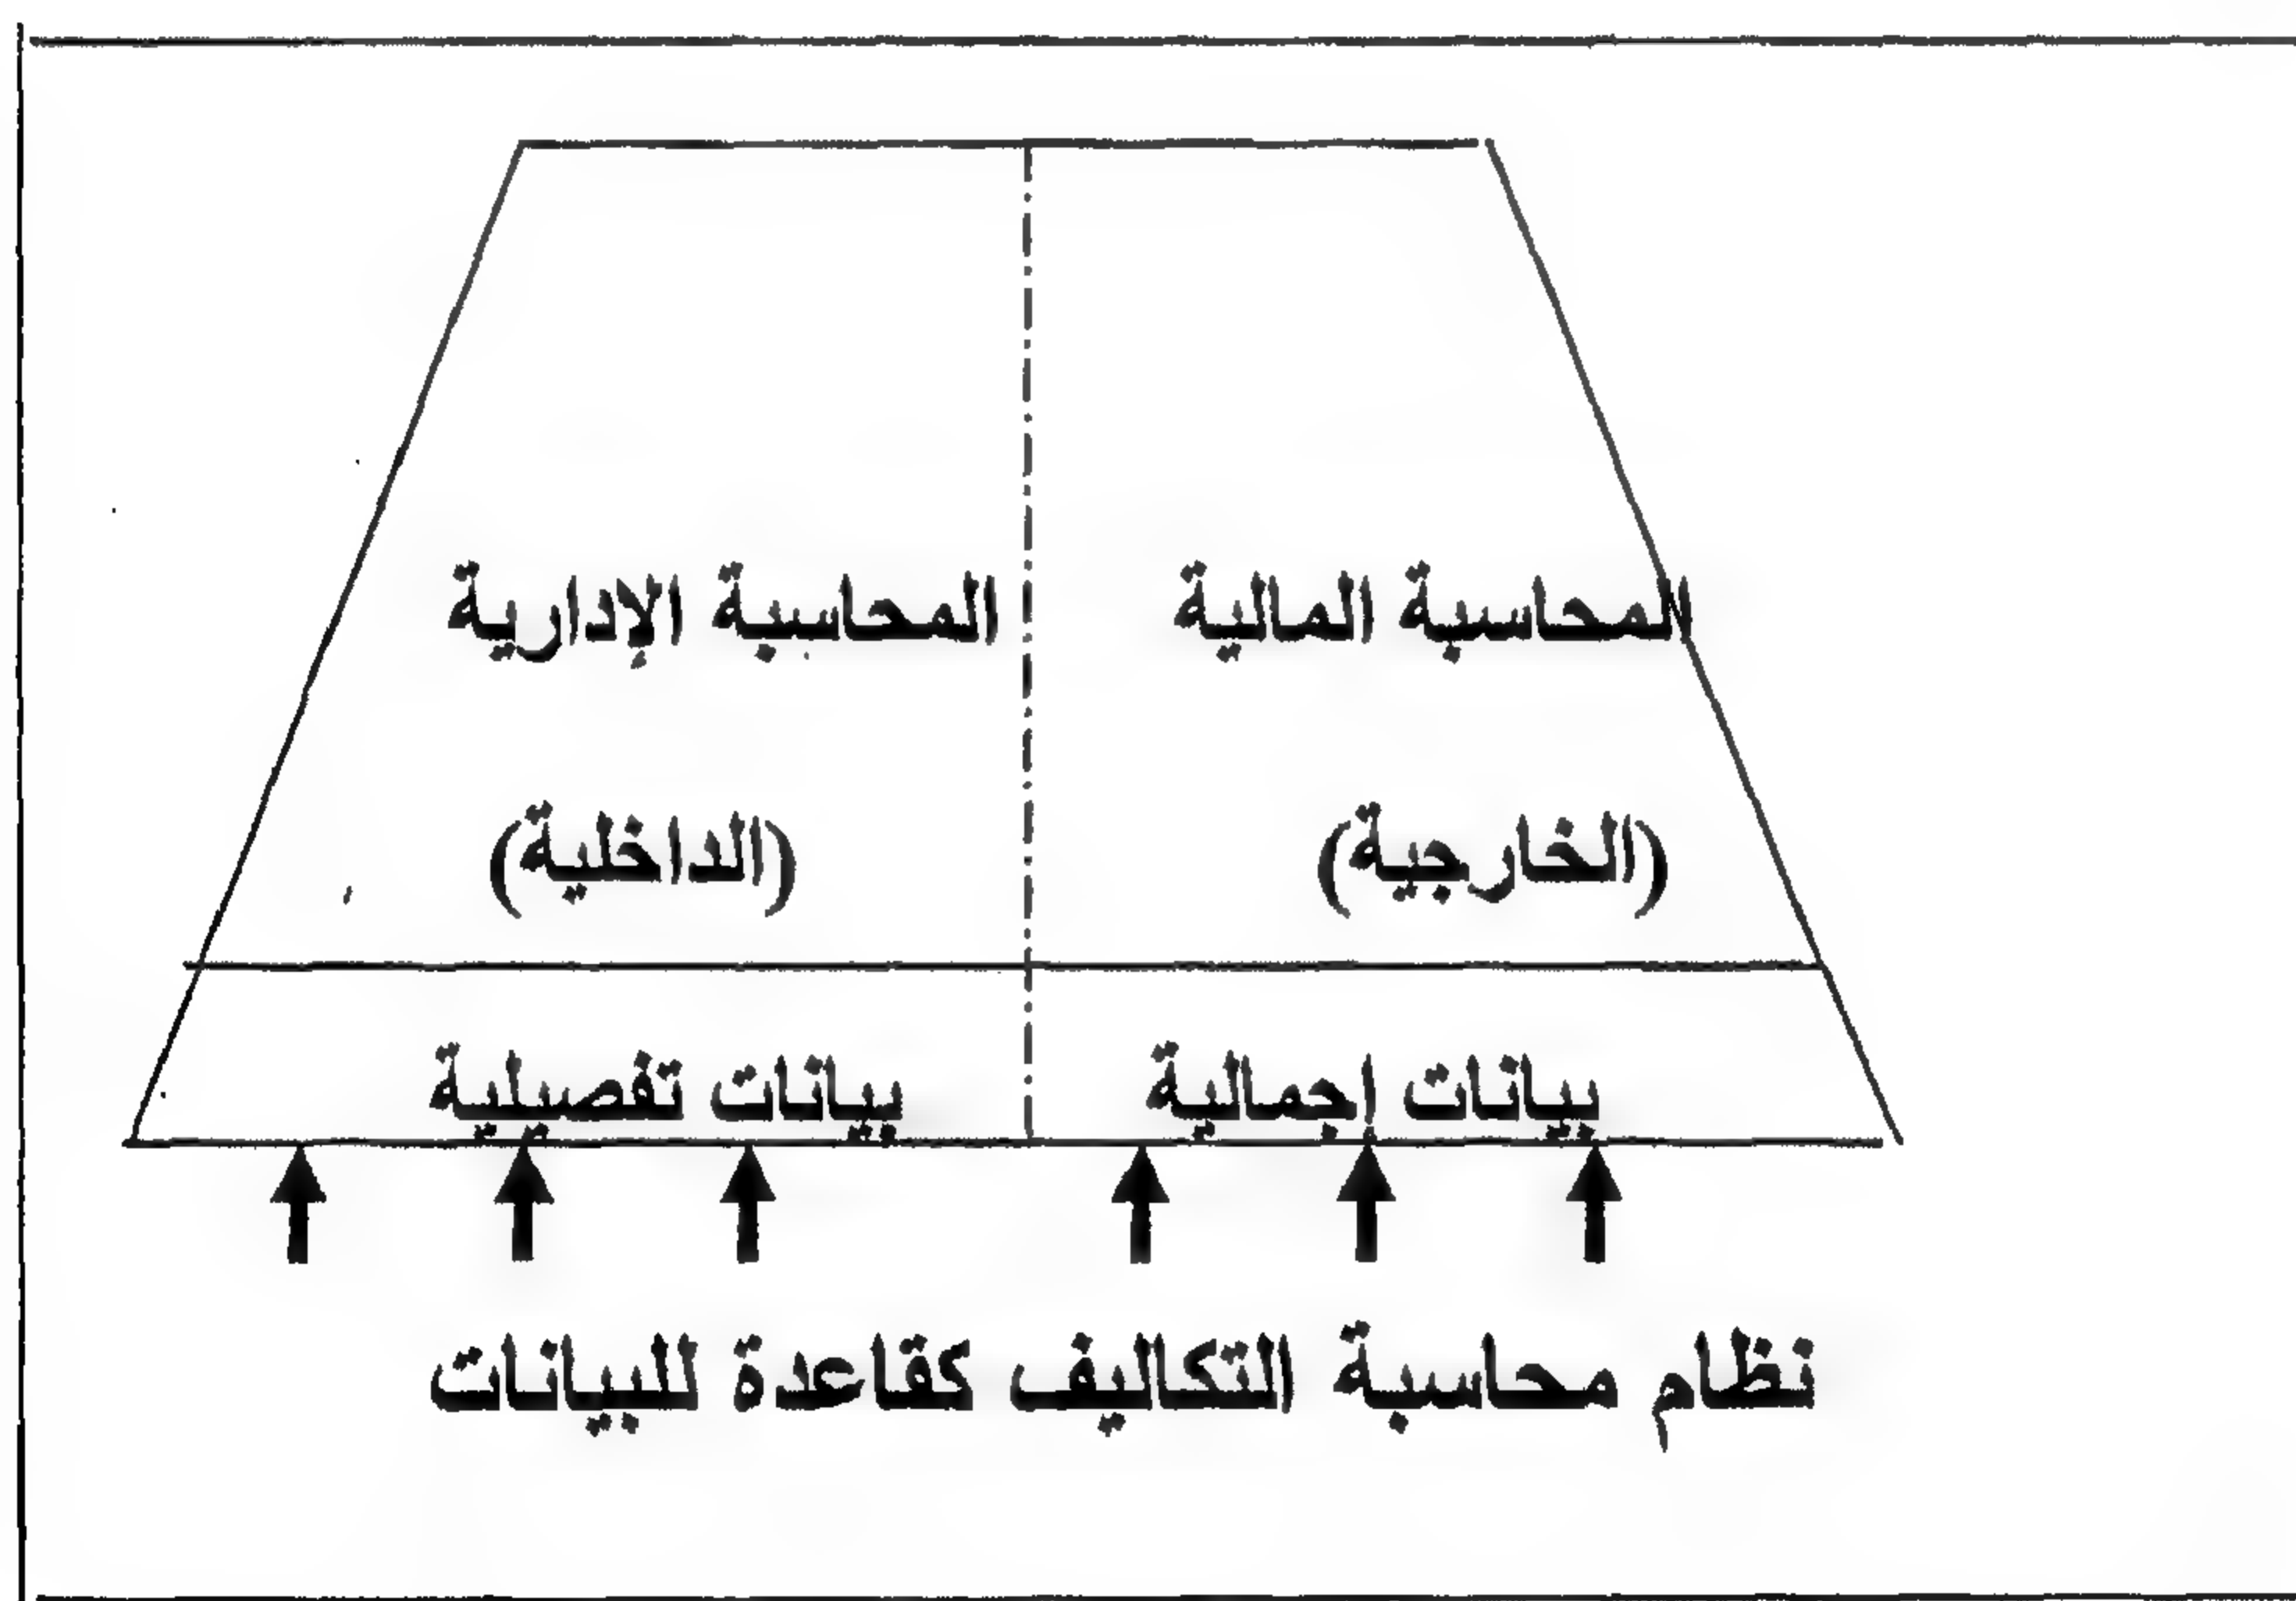 المحاسبة المالية
المحاسبة الإدارية
(الخارجية)
(الداخلية)
بيانات إجمالية
بيانات تفصيلية
نظام محاسبة التكاليف كقاعدة للبيانات